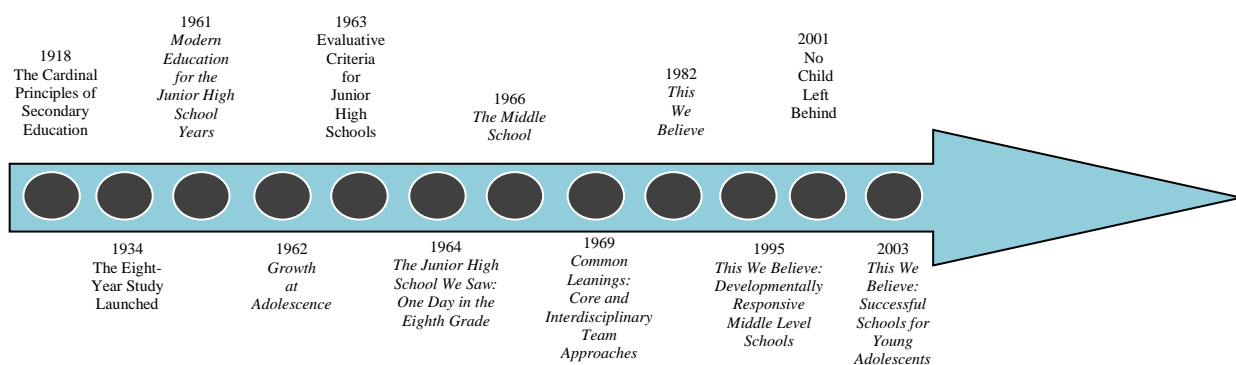 1918
The Cardinal
Principles of
Secondary
Education
1934
The Eight-
Year Study
Launched
1961
Modern
Education
for the
Junior High
School
Years
1962
Growth
at
Adolescence
1963
Evaluative
Criteria
for
Junior
High
Schools
1964
The Junior High
School We Saw:
One Day in the
Eighth Grade
1966
The Middle
School
1969
Common
Leanings:
Core and
Interdisciplinary
Team
Approaches
1982
This
We
Believe
1995
This We Believe:
Developmentally
Responsive
Middle Level
Schools
2001
No
Child
Left
Behind
2003
This We
Believe:
Successful
Schools for
Young
Adolescents